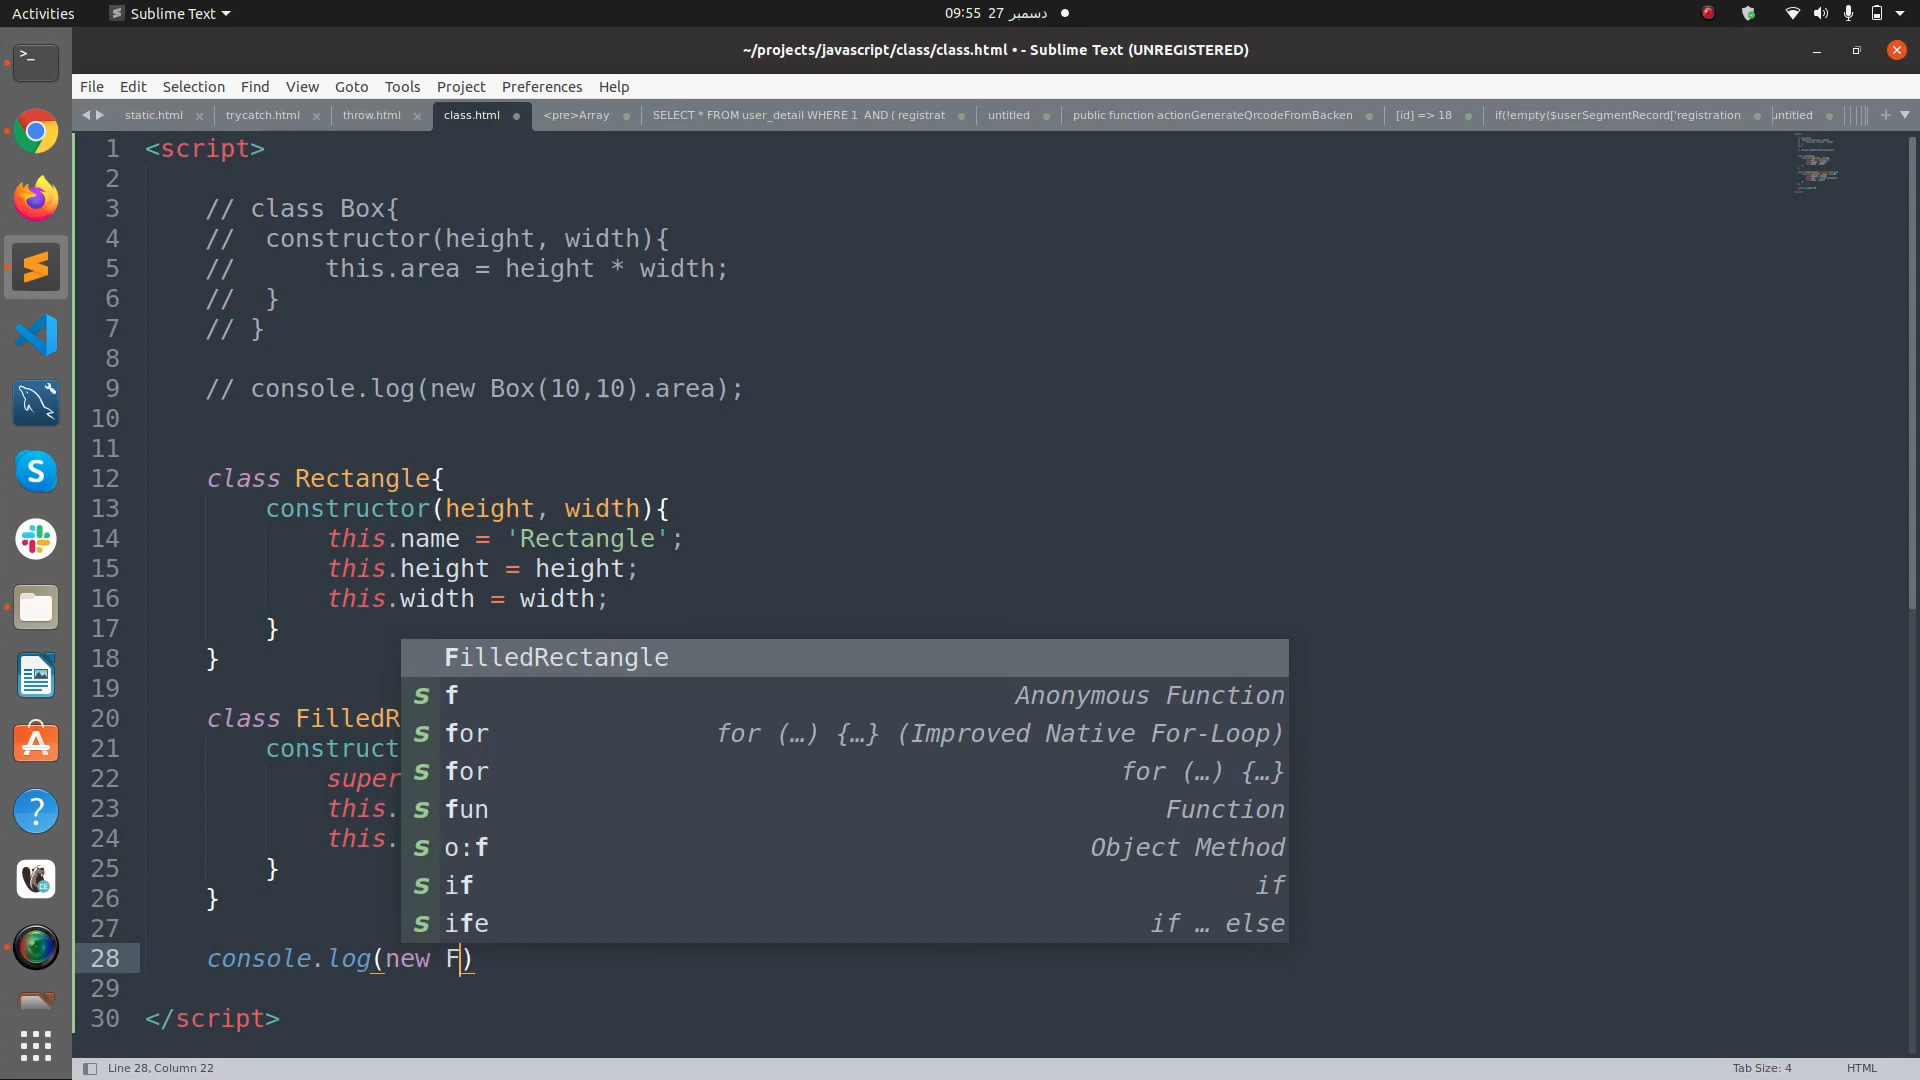 Activities Sublime Text 09:55 27 دسمبر
~/projects/javascript/class/class.html • - Sublime Text (UNREGISTERED)
File Edit Selection Find View Goto Tools Project Preferences Help
static.html trycatch.html throw.html class.html <pre>Array SELECT * FROM user_detail WHERE 1 AND ( registrat untitled public function actionGenerateQrcodeFromBacken [id] => 18 if(!empty($userSegmentRecord['registration untitled
1 <script>
2
3 // class Box{
4 // constructor(height, width){
5 // this.area = height * width;
6 // }
7 // }
8
9 // console.log(new Box(10,10).area);
10
11
12 class Rectangle{
13 constructor(height, width){
14 this.name = 'Rectangle';
15 this.height = height;
16 this.width = width;
17 }
18 }
19
20 class FilledR
21 construct
22 super
23 this.
24 this.
25 }
26 }
27
28 console.log(new F)
29
30 </script>
FilledRectangle
s f Anonymous Function
s for for (…) {…} (Improved Native For-Loop)
s for for (…) {…}
s fun Function
s o:f Object Method
s if if
s ife if … else
Line 28, Column 22 Tab Size: 4 HTML